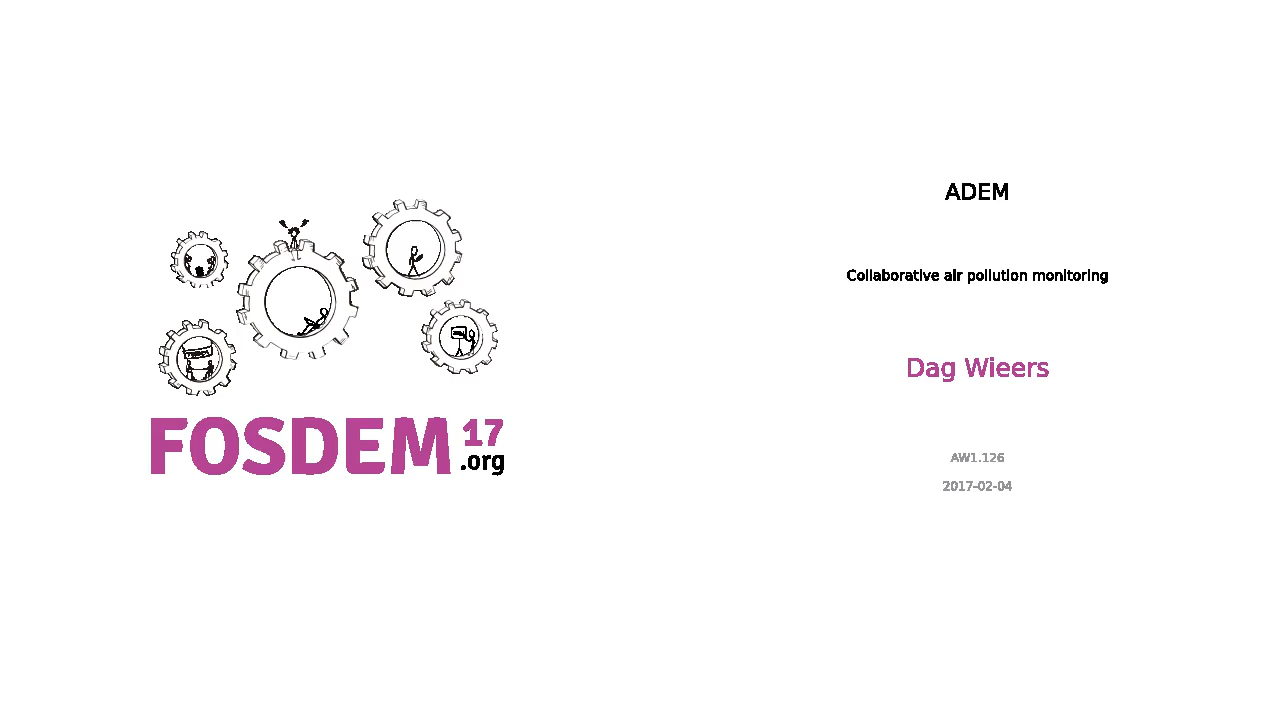 FOSDEM 17
.org
ADEM
Collaborative air pollution monitoring
Dag Wieers
AW1.126
2017-02-04